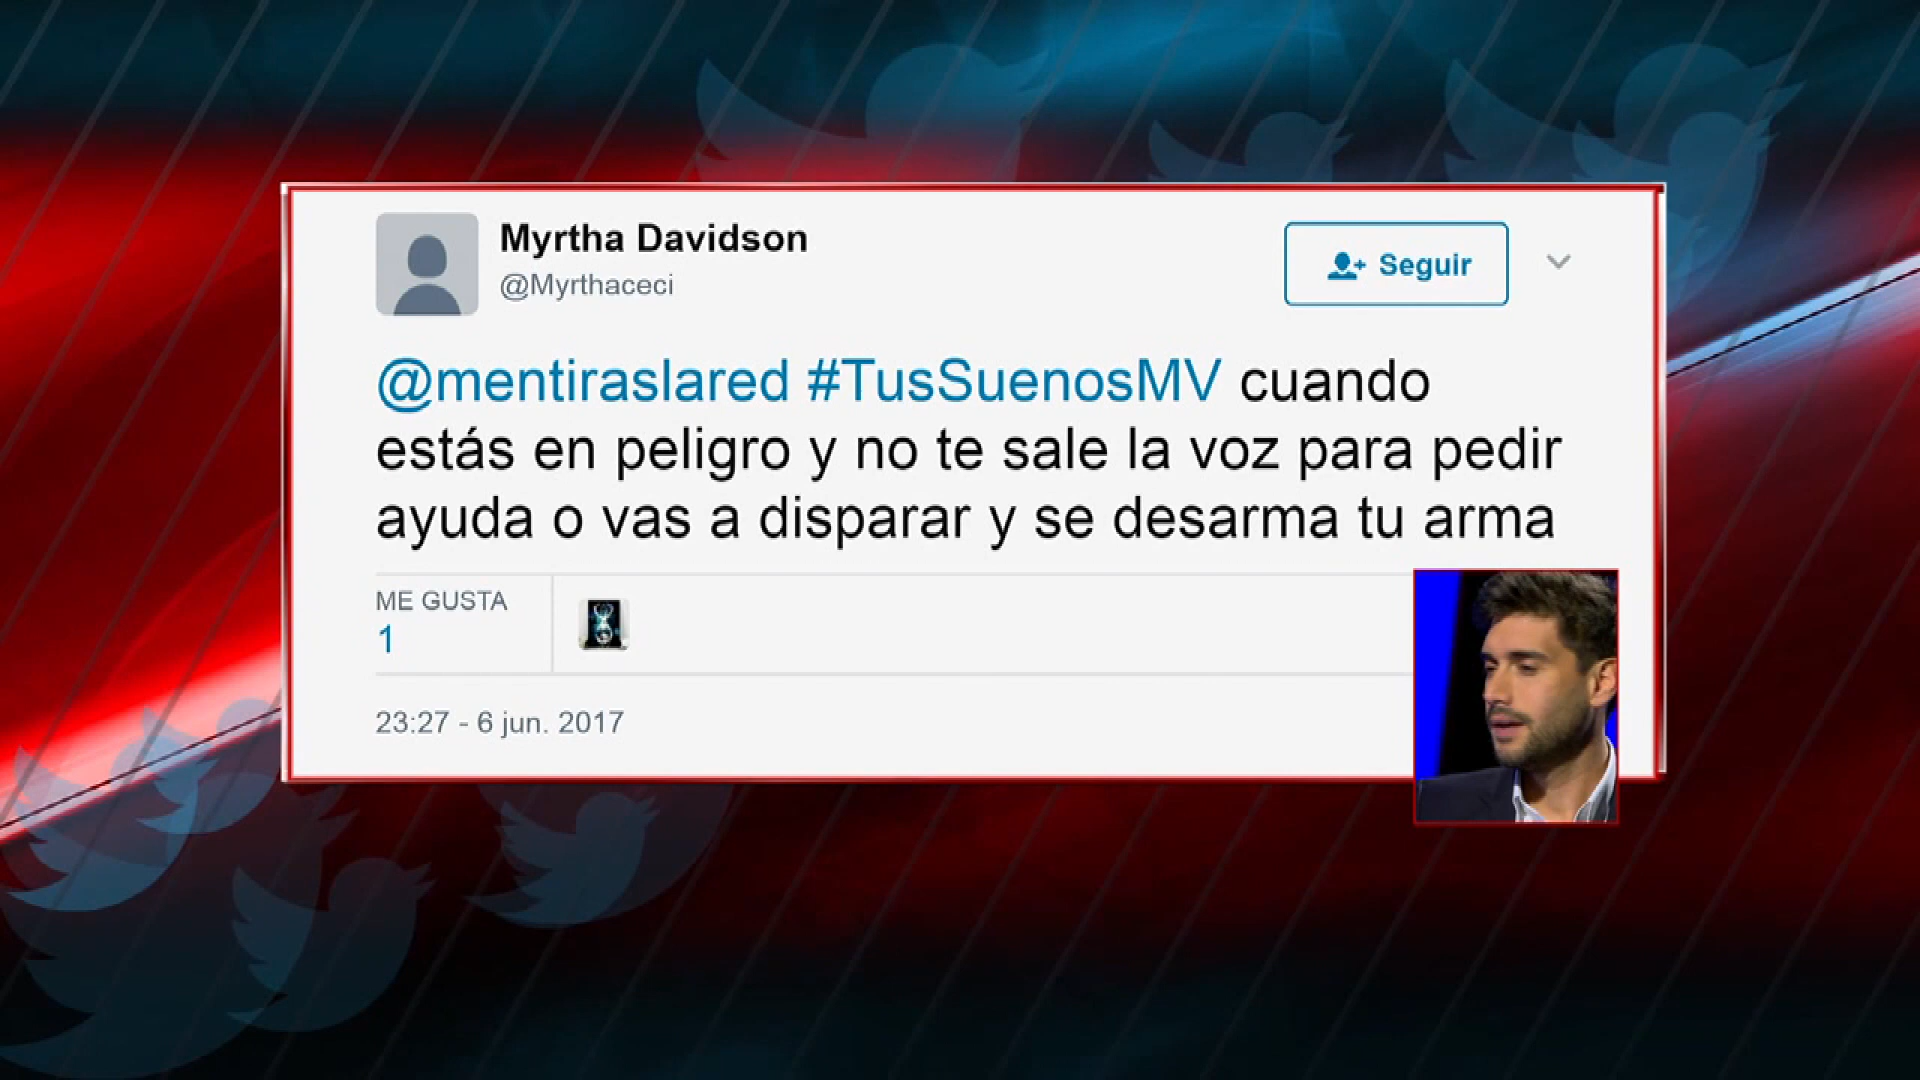 Myrtha Davidson
@Myrthaceci
Seguir
@mentiraslared #TusSuenosMV cuando
estás en peligro y no te sale la voz para pedir
ayuda o vas a disparar y se desarma tu arma
ME GUSTA
1
23:27 - 6 jun. 2017